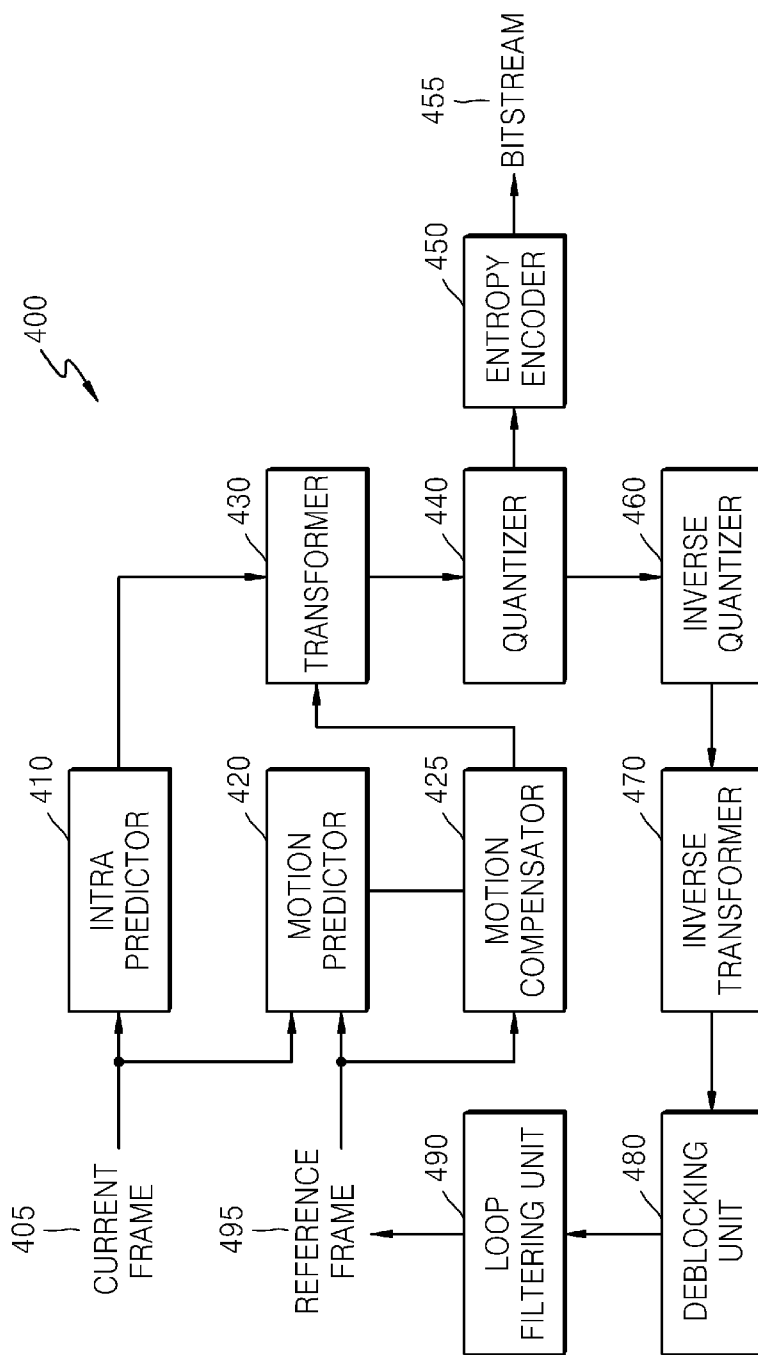 400
405
CURRENT
FRAME
410
INTRA
PREDICTOR
495
REFERENCE
FRAME
420
MOTION
PREDICTOR
425
MOTION
COMPENSATOR
430
TRANSFORMER
440
QUANTIZER
450
ENTROPY
ENCODER
455
BITSTREAM
460
INVERSE
QUANTIZER
470
INVERSE
TRANSFORMER
480
DEBLOCKING
UNIT
490
LOOP
FILTERING UNIT